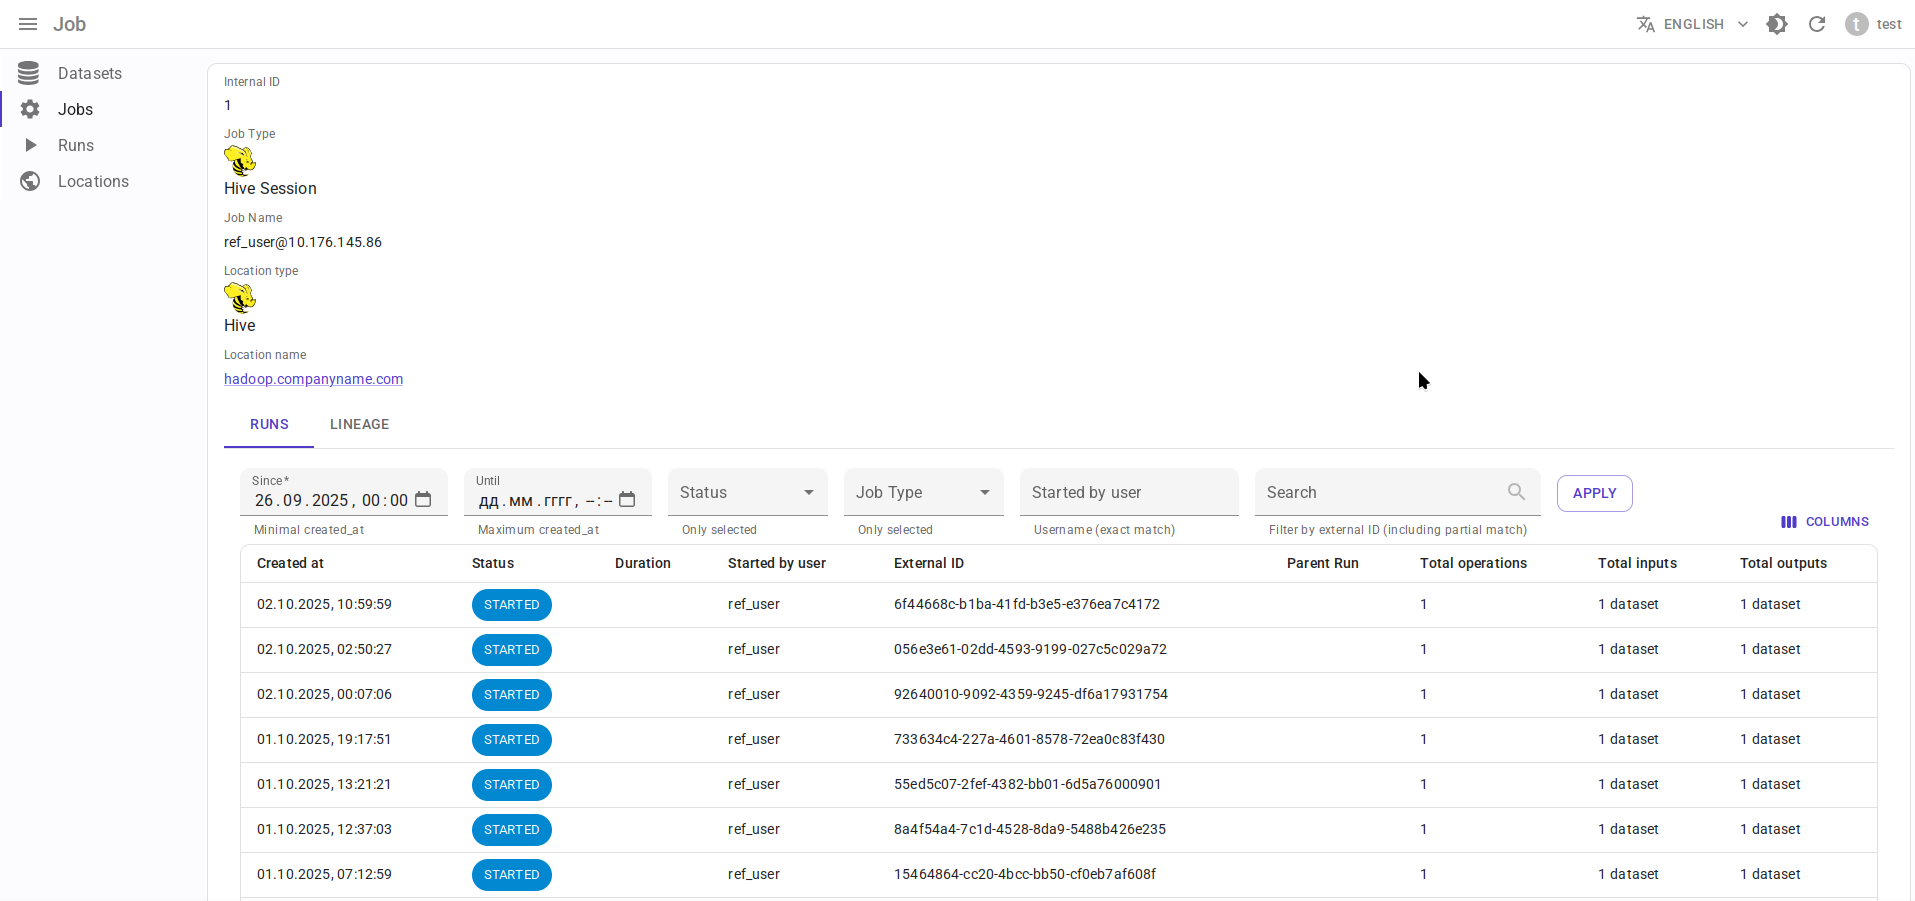 Job
ENGLISH
t
test
Datasets
Jobs
Runs
Locations
Internal ID
1
Job Type
Hive Session
Job Name
ref_user@10.176.145.86
Location type
Hive
Location name
hadoop.companyname.com
RUNS LINEAGE
Since* Until
26.09.2025, 00:00 дд.мм.гггг, --:-- Status Job Type Started by user Search APPLY
Minimal created_at Maximum created_at Only selected Only selected Username (exact match) Filter by external ID (including partial match)
COLUMNS
Created at Status Duration Started by user External ID Parent Run Total operations Total inputs Total outputs
02.10.2025, 10:59:59 STARTED ref_user 6f44668c-b1ba-41fd-b3e5-e376ea7c4172 1 1 dataset 1 dataset
02.10.2025, 02:50:27 STARTED ref_user 056e3e61-02dd-4593-9199-027c5c029a72 1 1 dataset 1 dataset
02.10.2025, 00:07:06 STARTED ref_user 92640010-9092-4359-9245-df6a17931754 1 1 dataset 1 dataset
01.10.2025, 19:17:51 STARTED ref_user 733634c4-227a-4601-8578-72ea0c83f430 1 1 dataset 1 dataset
01.10.2025, 13:21:21 STARTED ref_user 55ed5c07-2fef-4382-bb01-6d5a76000901 1 1 dataset 1 dataset
01.10.2025, 12:37:03 STARTED ref_user 8a4f54a4-7c1d-4528-8da9-5488b426e235 1 1 dataset 1 dataset
01.10.2025, 07:12:59 STARTED ref_user 15464864-cc20-4bcc-bb50-cf0eb7af608f 1 1 dataset 1 dataset